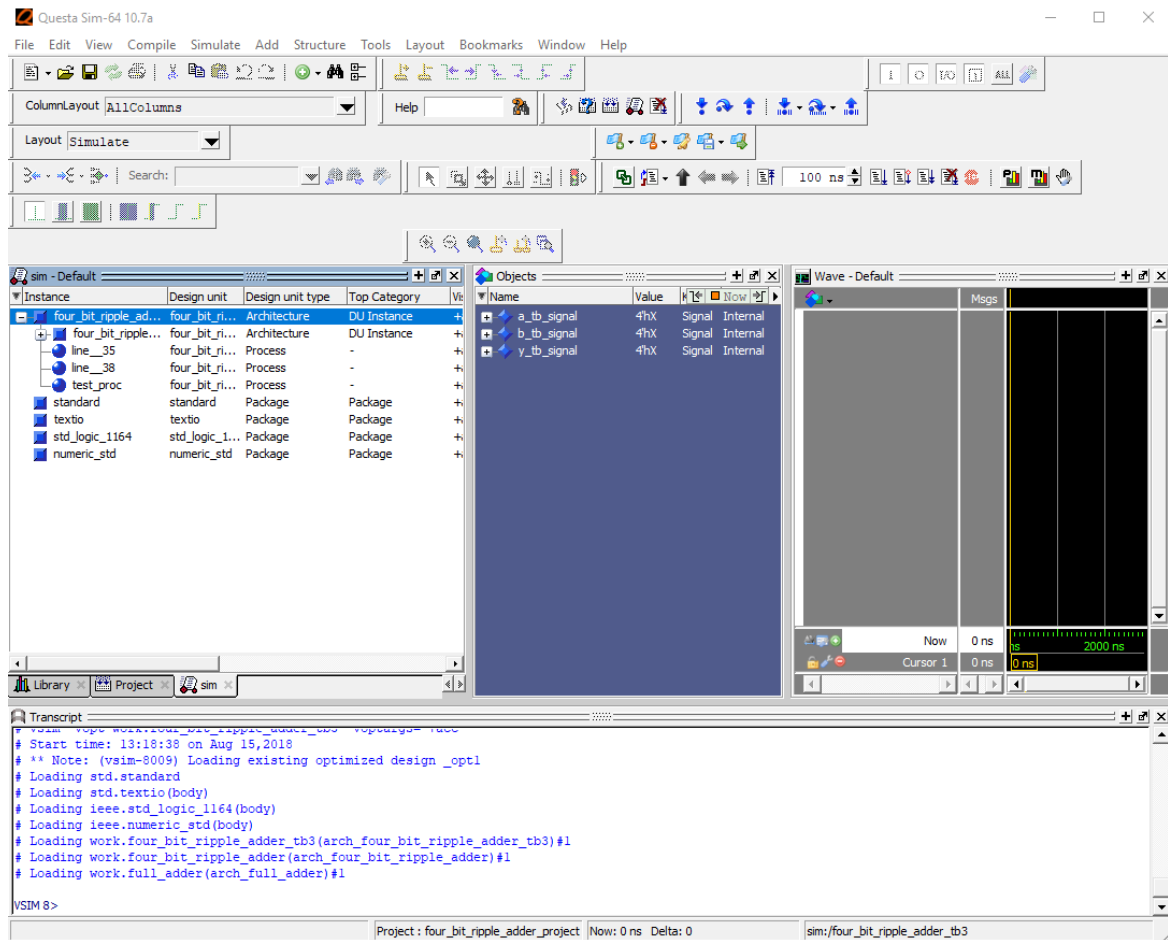 Questa Sim-64 10.7a
File Edit View Compile Simulate Add Structure Tools Layout Bookmarks Window Help
ColumnLayout AllColumns
Help
Layout Simulate
Search:
100 ns
sim - Default
Instance Design unit Design unit type Top Category
four_bit_ripple_ad... four_bit_ri... Architecture DU Instance
four_bit_ripple... four_bit_ri... Architecture DU Instance
line__35 four_bit_ri... Process -
line__38 four_bit_ri... Process -
test_proc four_bit_ri... Process -
standard standard Package Package
textio textio Package Package
std_logic_1164 std_logic_1... Package Package
numeric_std numeric_std Package Package
Library Project sim
Objects
Name Value Now
a_tb_signal 4'hX Signal Internal
b_tb_signal 4'hX Signal Internal
y_tb_signal 4'hX Signal Internal
Wave - Default
Msgs
Now 0 ns ns 2000 ns
Cursor 1 0 ns 0 ns
Transcript
# Start time: 13:18:38 on Aug 15,2018
# ** Note: (vsim-8009) Loading existing optimized design _opt1
# Loading std.standard
# Loading std.textio(body)
# Loading ieee.std_logic_1164(body)
# Loading ieee.numeric_std(body)
# Loading work.four_bit_ripple_adder_tb3(arch_four_bit_ripple_adder_tb3)#1
# Loading work.four_bit_ripple_adder(arch_four_bit_ripple_adder)#1
# Loading work.full_adder(arch_full_adder)#1
VSIM 8>
Project : four_bit_ripple_adder_project Now: 0 ns Delta: 0 sim:/four_bit_ripple_adder_tb3